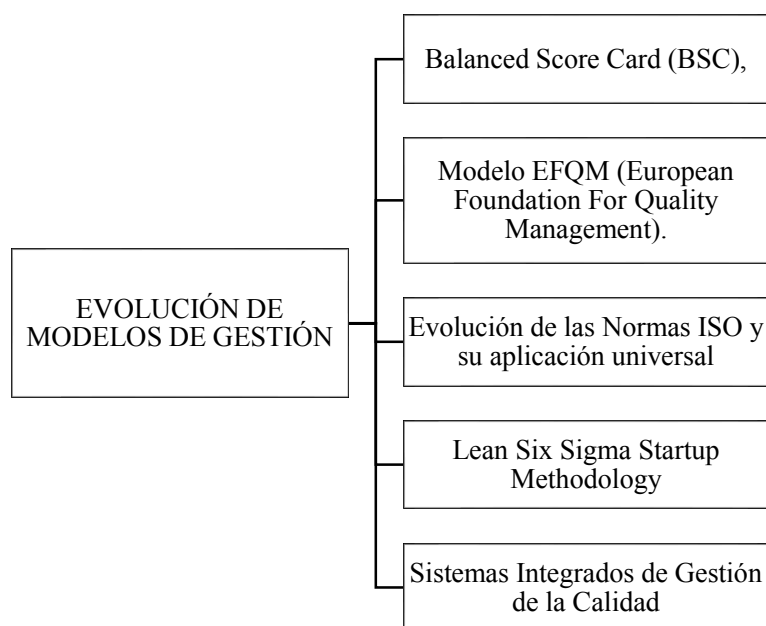 EVOLUCIÓN DE
MODELOS DE GESTIÓN
Balanced Score Card (BSC),
Modelo EFQM (European
Foundation For Quality
Management).
Evolución de las Normas ISO y
su aplicación universal
Lean Six Sigma Startup
Methodology
Sistemas Integrados de Gestión
de la Calidad